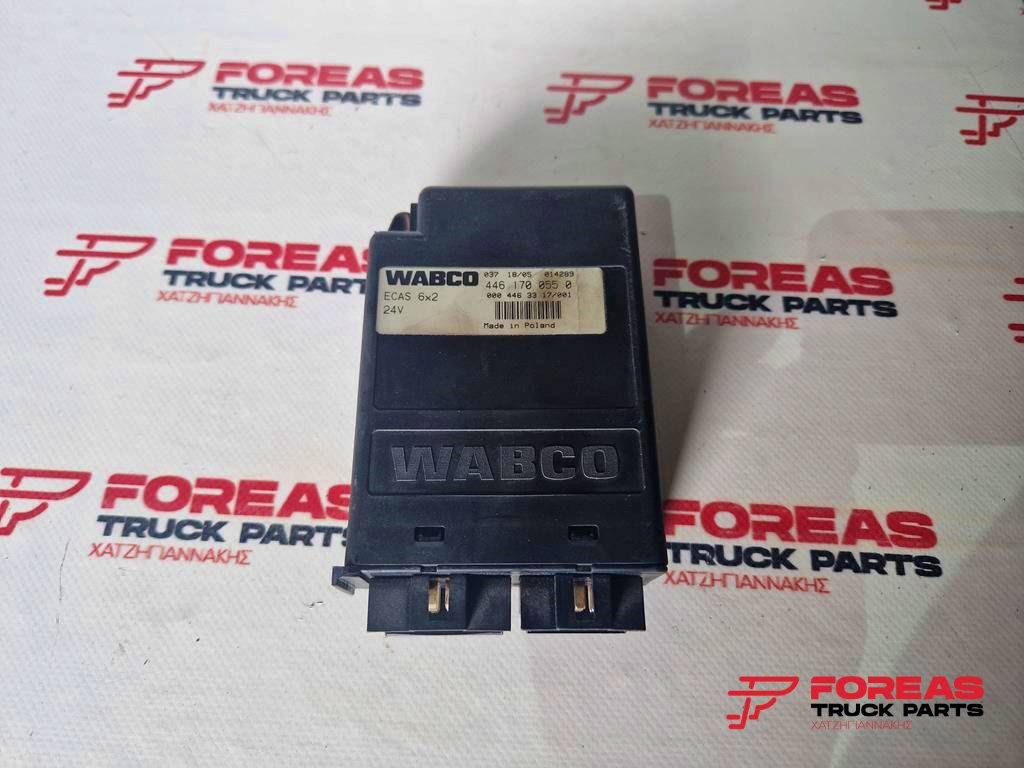 FOREAS
TRUCK PARTS
ΧΑΤΖΗΓΙΑΝΝΑΚΗΣ
FOREAS
TRUCK PARTS
ΧΑΤΖΗΓΙΑΝΝΑΚΗΣ
FOREAS
TRUCK PARTS
ΧΑΤΖΗΓΙΑΝΝΑΚΗΣ
FOREAS
TRUCK PARTS
ΧΑΤΖΗΓΙΑΝΝΑΚΗΣ
WABCO 037 18/05 014289
446 170 055 0
ECAS 6x2 000 446 33 17/001
24V
Made in Poland
WABCO
FOREAS
TRUCK PARTS
ΧΑΤΖΗΓΙΑΝΝΑΚΗΣ
FOREAS
TRUCK PARTS
ΧΑΤΖΗΓΙΑΝΝΑΚΗΣ
FOREAS
TRUCK PARTS
ΧΑΤΖΗΓΙΑΝΝΑΚΗΣ